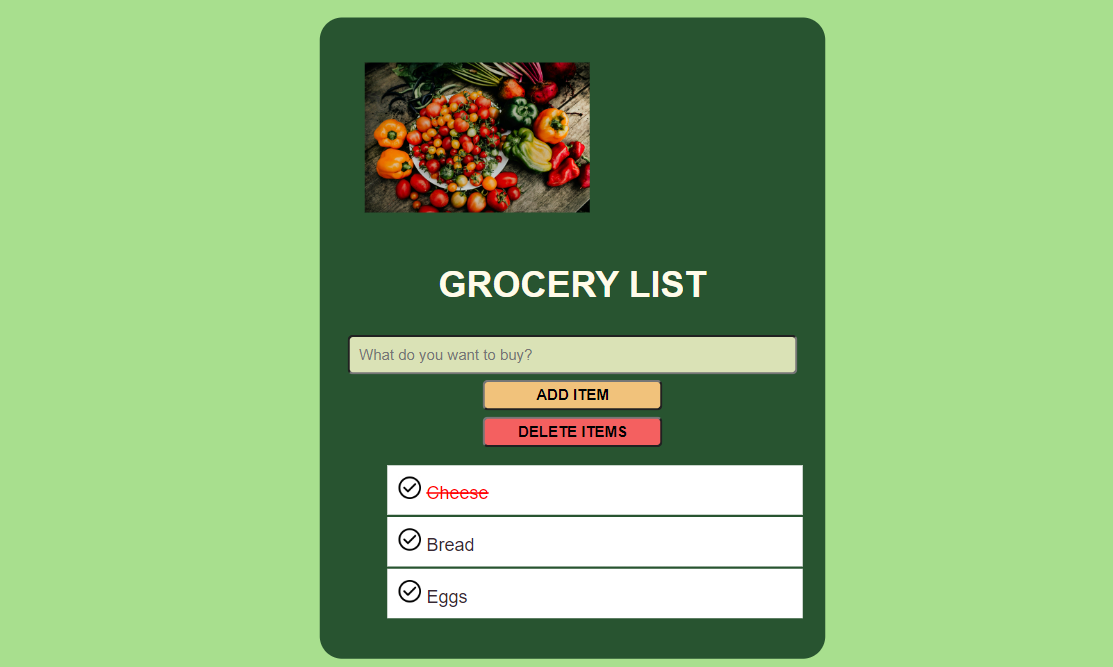 GROCERY LIST
What do you want to buy?
ADD ITEM
DELETE ITEMS
Cheese
Bread
Eggs